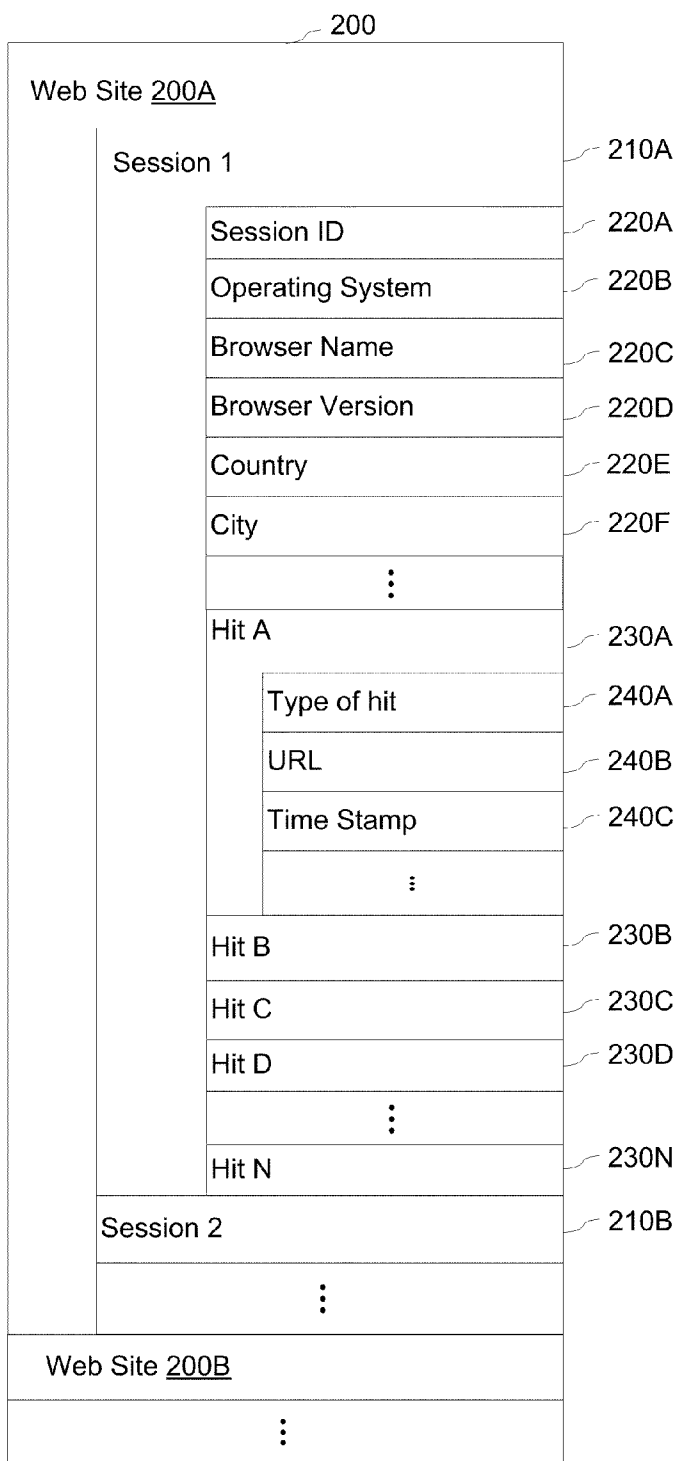 200
Web Site 200A
Session 1 210A
Session ID 220A
Operating System 220B
Browser Name 220C
Browser Version 220D
Country 220E
City 220F
⋮
Hit A 230A
Type of hit 240A
URL 240B
Time Stamp 240C
⋮
Hit B 230B
Hit C 230C
Hit D 230D
⋮
Hit N 230N
Session 2 210B
⋮
Web Site 200B
⋮